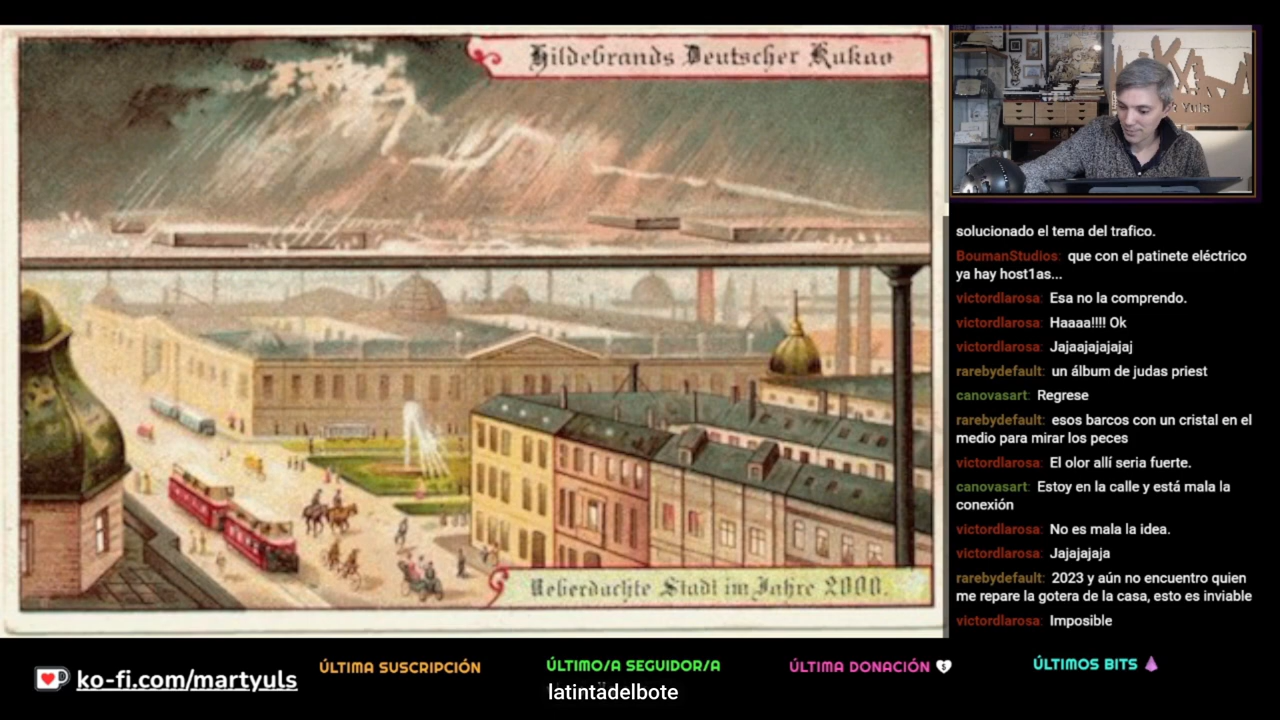 Hildebrands Deutscher Kakao
Ueberdachte Stadt im Jahre 2000.
Yuls
solucionado el tema del trafico.
BoumanStudios: que con el patinete eléctrico
ya hay host1as...
victordlarosa: Esa no la comprendo.
victordlarosa: Haaaa!!!! Ok
victordlarosa: Jajaajajajajaj
rarebydefault: un álbum de judas priest
canovasart: Regrese
rarebydefault: esos barcos con un cristal en el
medio para mirar los peces
victordlarosa: El olor allí seria fuerte.
canovasart: Estoy en la calle y está mala la
conexión
victordlarosa: No es mala la idea.
victordlarosa: Jajajajaja
rarebydefault: 2023 y aún no encuentro quien
me repare la gotera de la casa, esto es inviable
victordlarosa: Imposible
ko-fi.com/martyuls
ÚLTIMA SUSCRIPCIÓN
ÚLTIMO/A SEGUIDOR/A
latintädelbote
ÚLTIMA DONACIÓN
ÚLTIMOS BITS